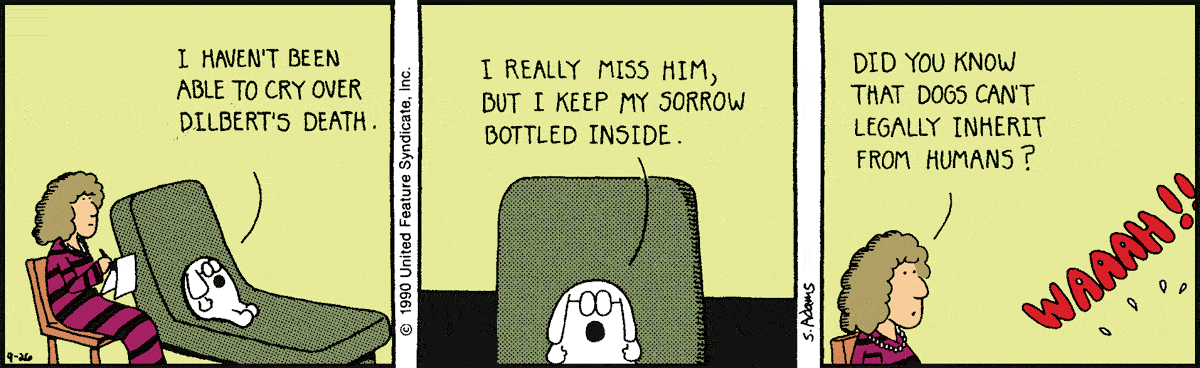 I HAVEN'T BEEN
ABLE TO CRY OVER
DILBERT'S DEATH.
9-26
© 1990 United Feature Syndicate, Inc.
I REALLY MISS HIM,
BUT I KEEP MY SORROW
BOTTLED INSIDE.
S. Adams
DID YOU KNOW
THAT DOGS CAN'T
LEGALLY INHERIT
FROM HUMANS?
WAAAH!!